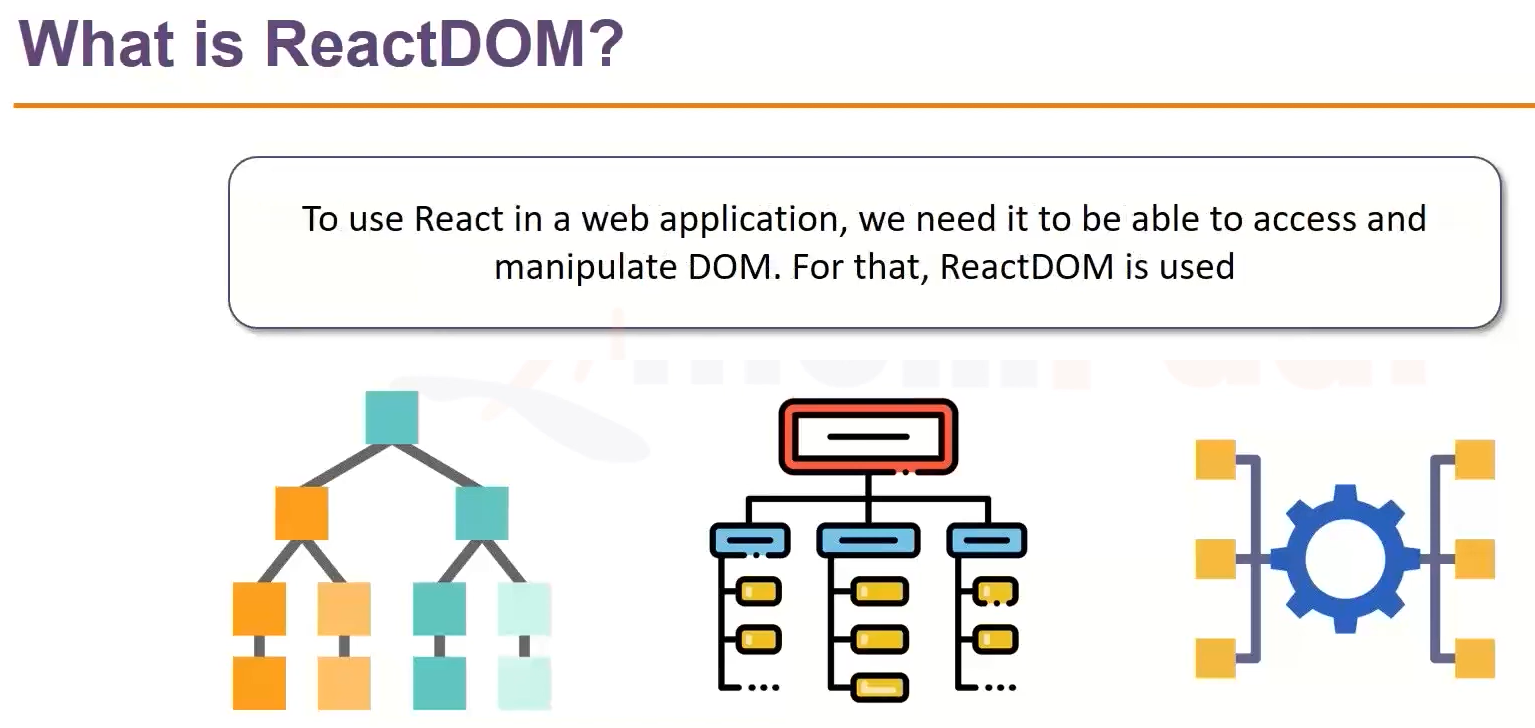 What is ReactDOM?
To use React in a web application, we need it to be able to access and
manipulate DOM. For that, ReactDOM is used